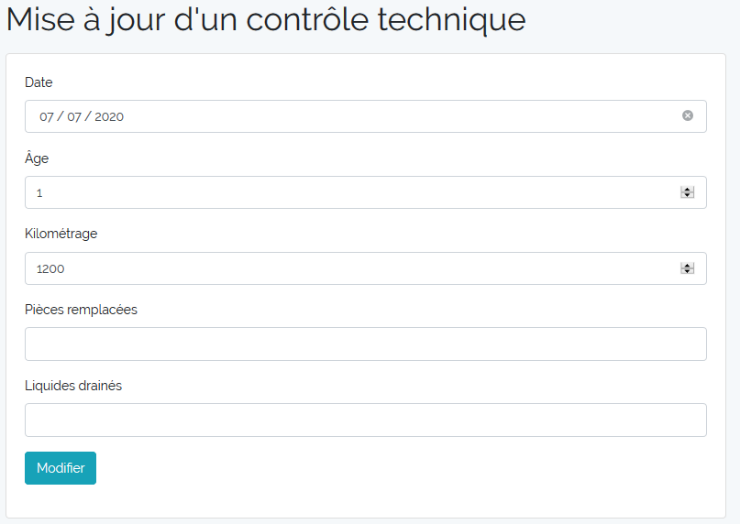 Mise à jour d'un contrôle technique
Date
07 / 07 / 2020
Âge
1
Kilométrage
1200
Pièces remplacées
Liquides drainés
Modifier